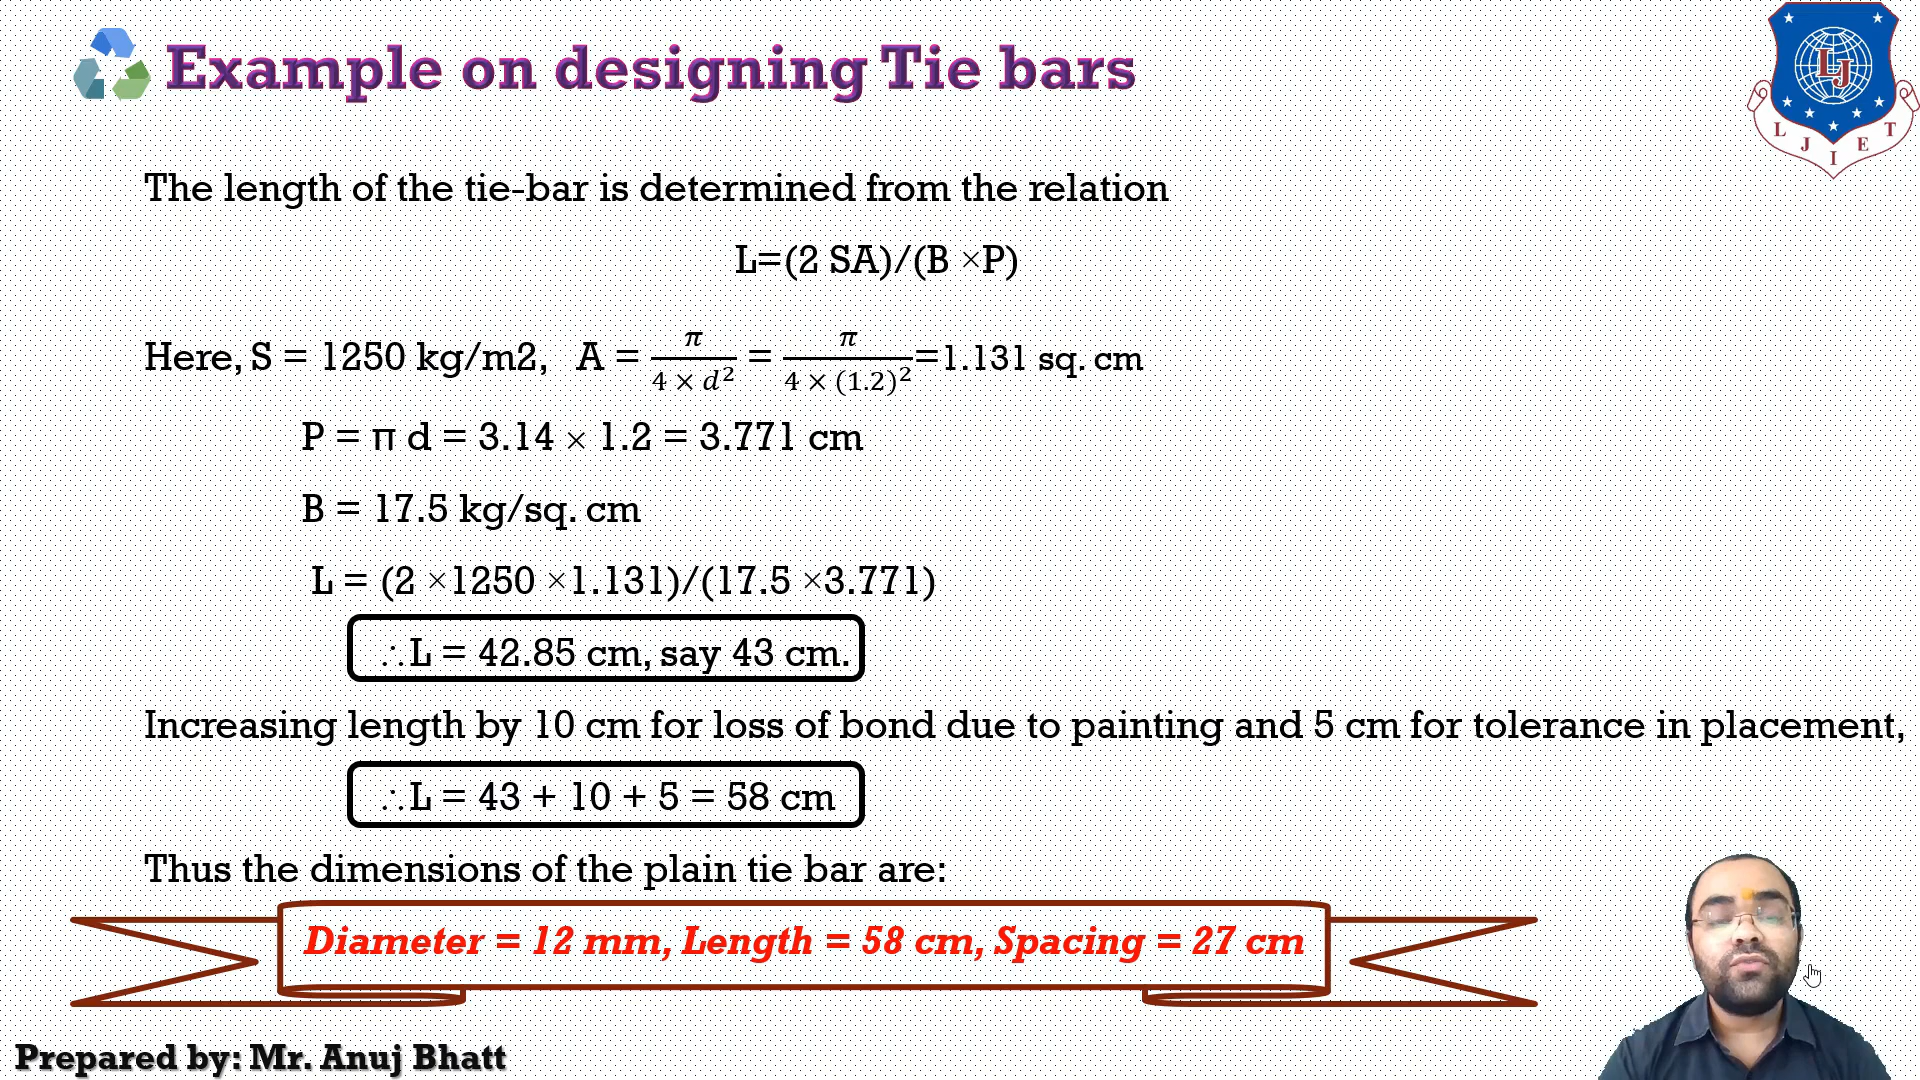 Example on designing Tie bars
LJ
L J I E T
The length of the tie-bar is determined from the relation
L=(2 SA)/(B ×P)
Here, S = 1250 kg/m2, A = π/(4 × d²) = π/(4 × (1.2)²) =1.131 sq. cm
P = π d = 3.14 × 1.2 = 3.771 cm
B = 17.5 kg/sq. cm
L = (2 ×1250 ×1.131)/(17.5 ×3.771)
∴L = 42.85 cm, say 43 cm.
Increasing length by 10 cm for loss of bond due to painting and 5 cm for tolerance in placement,
∴L = 43 + 10 + 5 = 58 cm
Thus the dimensions of the plain tie bar are:
Diameter = 12 mm, Length = 58 cm, Spacing = 27 cm
Prepared by: Mr. Anuj Bhatt